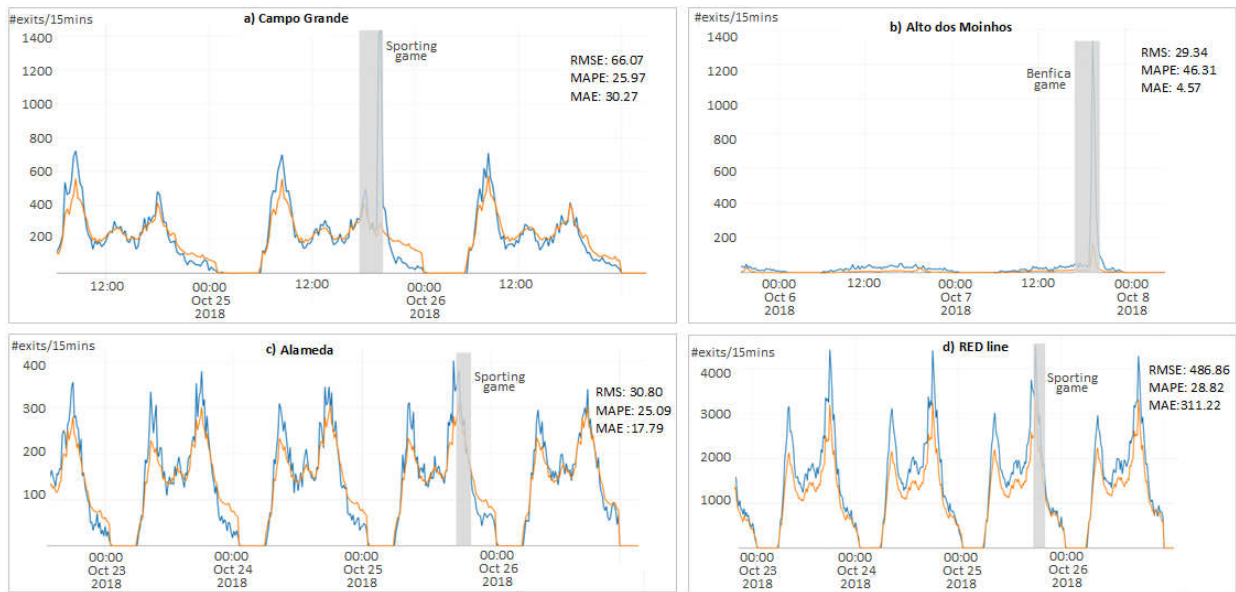 #exits/15mins
a) Campo Grande
1400
1200
1000
800
600
400
200
Sporting
game
RMSE: 66.07
MAPE: 25.97
MAE: 30.27
12:00
00:00
Oct 25
2018
12:00
00:00
Oct 26
2018
12:00
#exits/15mins
b) Alto dos Moinhos
1400
1200
1000
800
600
400
200
Benfica
game
RMS: 29.34
MAPE: 46.31
MAE: 4.57
00:00
Oct 6
2018
12:00
00:00
Oct 7
2018
12:00
00:00
Oct 8
2018
#exits/15mins
c) Alameda
400
300
200
100
Sporting
game
RMS: 30.80
MAPE: 25.09
MAE :17.79
00:00
Oct 23
2018
00:00
Oct 24
2018
00:00
Oct 25
2018
00:00
Oct 26
2018
#exits/15mins
d) RED line
4000
3000
2000
1000
Sporting
game
RMSE: 486.86
MAPE: 28.82
MAE:311.22
00:00
Oct 23
2018
00:00
Oct 24
2018
00:00
Oct 25
2018
00:00
Oct 26
2018